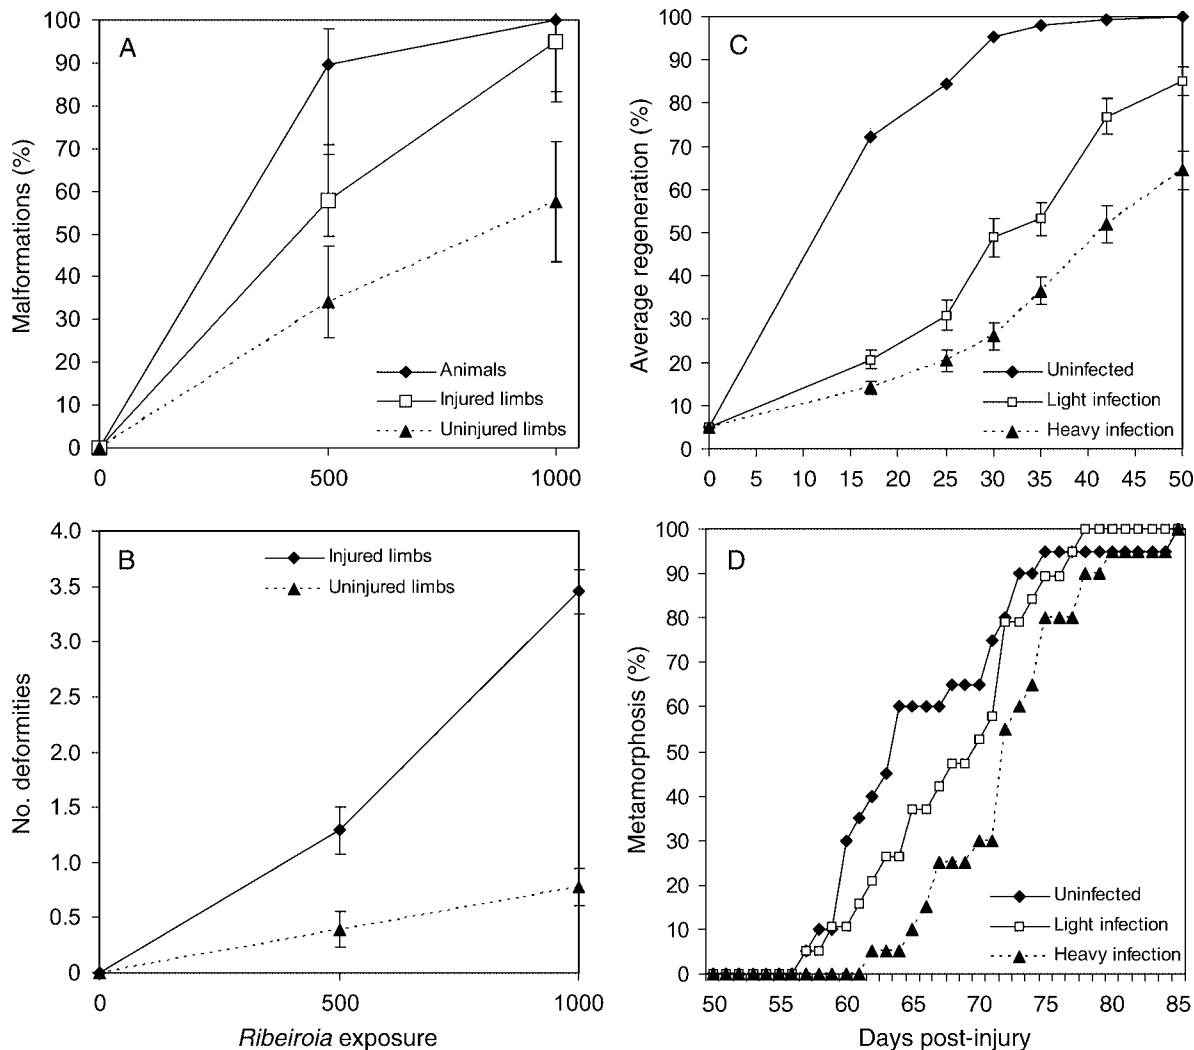 A
Malformations (%)
100
90
80
70
60
50
40
30
20
10
0
Animals
Injured limbs
Uninjured limbs
0 500 1000
C
Average regeneration (%)
100
90
80
70
60
50
40
30
20
10
0
Uninfected
Light infection
Heavy infection
0 5 10 15 20 25 30 35 40 45 50
B
No. deformities
4.0
3.5
3.0
2.5
2.0
1.5
1.0
0.5
0
Injured limbs
Uninjured limbs
0 500 1000
Ribeiroia exposure
D
Metamorphosis (%)
100
90
80
70
60
50
40
30
20
10
0
Uninfected
Light infection
Heavy infection
50 55 60 65 70 75 80 85
Days post-injury